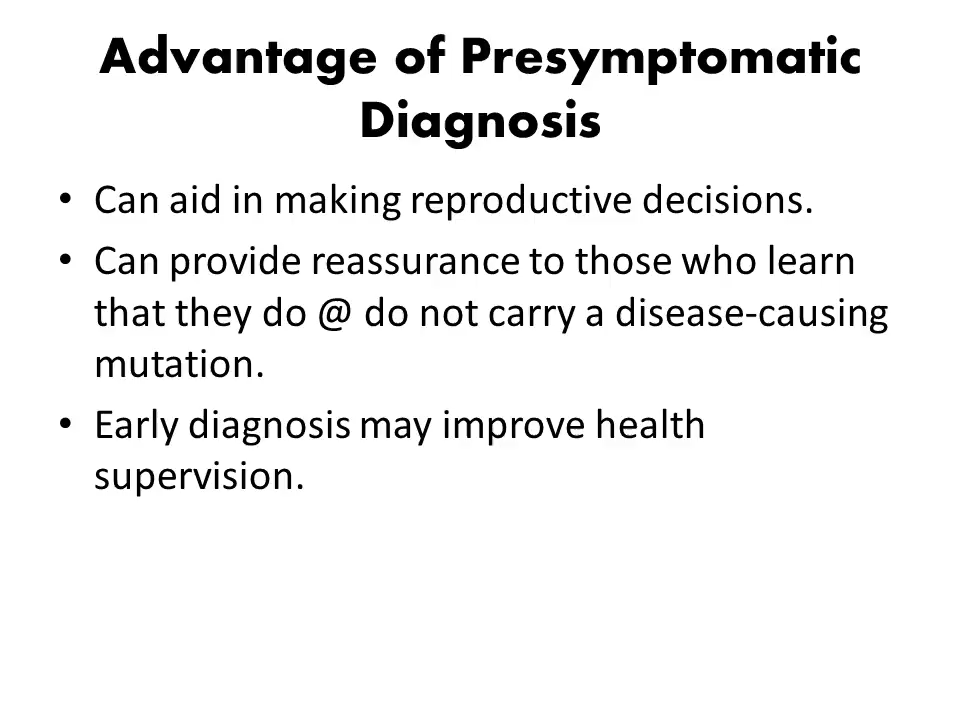 Advantage of Presymptomatic
Diagnosis
• Can aid in making reproductive decisions.
• Can provide reassurance to those who learn
that they do @ do not carry a disease-causing
mutation.
• Early diagnosis may improve health
supervision.